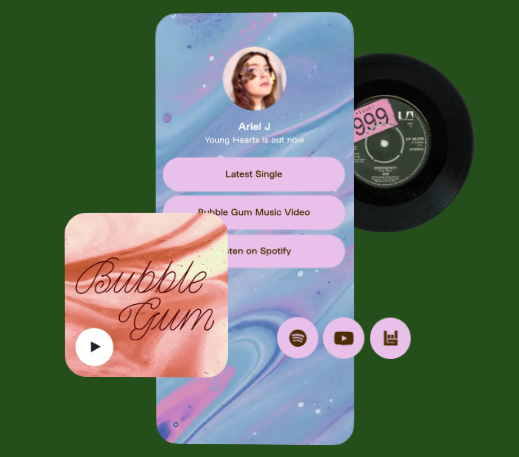 Ariel J
Young Hearts is out now
Latest Single
Bubble Gum Music Video
sten on Spotify
Bubble
Gum
999
UA